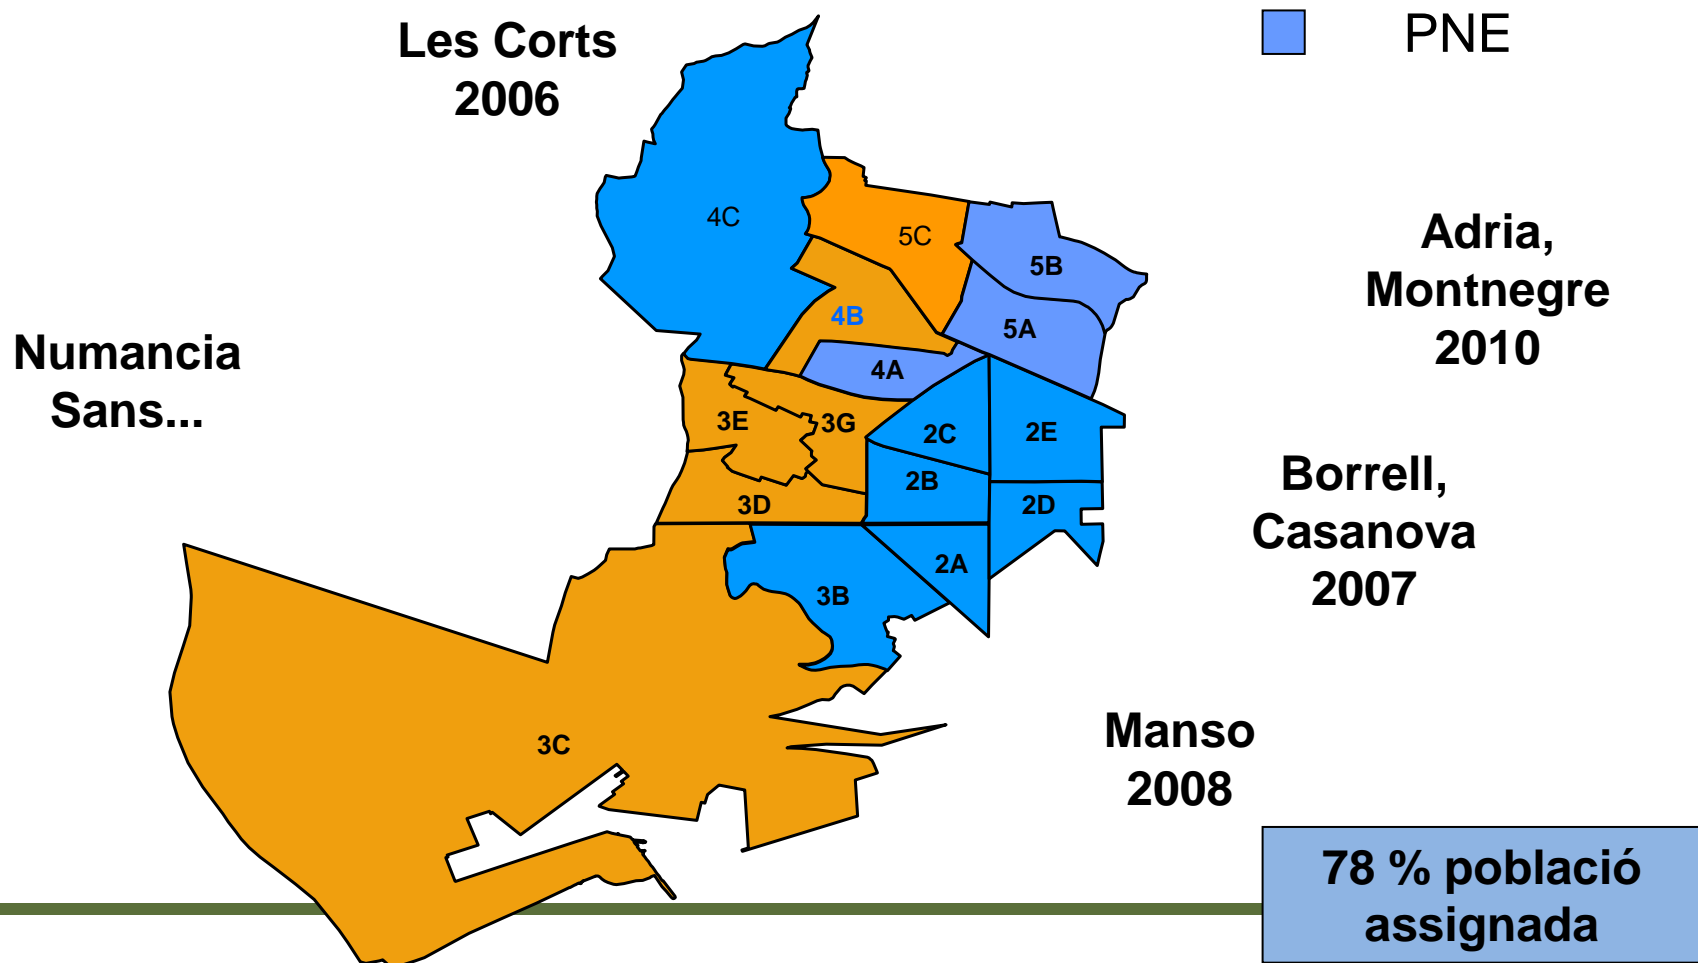 Les Corts
2006
PNE
4C
5C
5B
Adria,
Montnegre
2010
4B
5A
Numancia
Sans...
4A
3E
3G
2C
2E
2B
3D
2D
Borrell,
Casanova
2007
2A
3B
3C
Manso
2008
78 % població
assignada